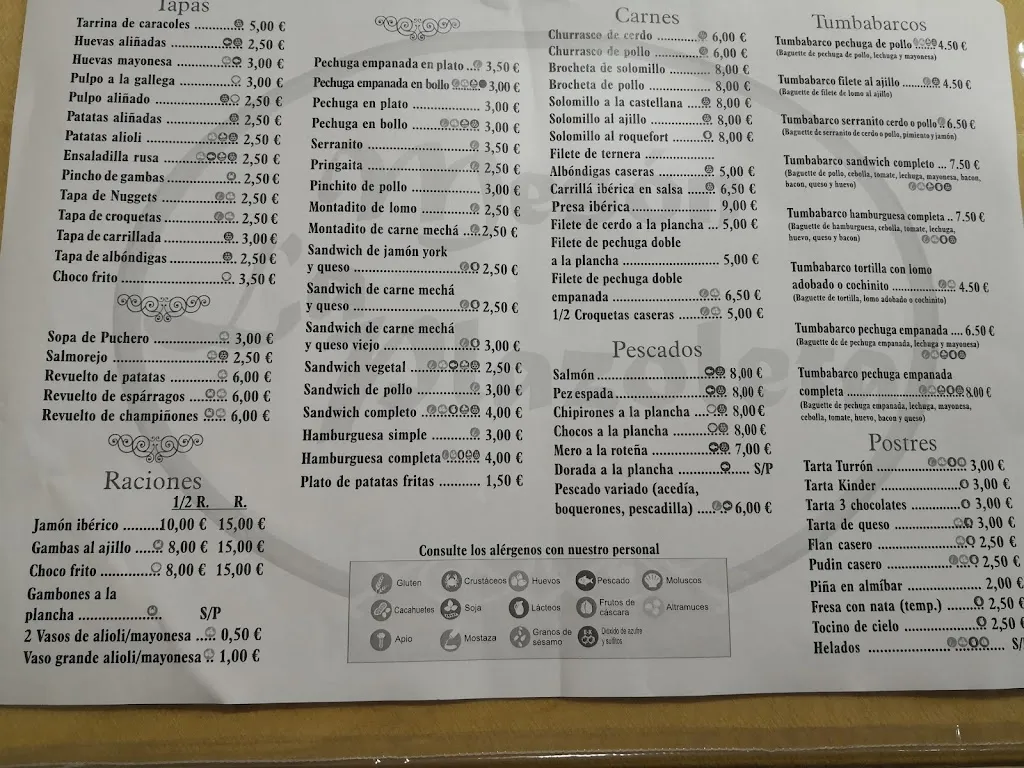 Tapas
Tarrina de caracoles ............ 5,00 €
Huevas aliñadas ............ 2,50 €
Huevas mayonesa ............ 3,00 €
Pulpo a la gallega ............ 3,00 €
Pulpo aliñado ............ 2,50 €
Patatas aliñadas ............ 2,50 €
Patatas alioli ............ 2,50 €
Ensaladilla rusa ............ 2,50 €
Pincho de gambas ............ 2,50 €
Tapa de Nuggets ............ 2,50 €
Tapa de croquetas ............ 2,50 €
Tapa de carrillada ............ 3,00 €
Tapa de albóndigas ............ 2,50 €
Choco frito ............ 3,50 €
Sopa de Puchero ............ 3,00 €
Salmorejo ............ 2,50 €
Revuelto de patatas ............ 6,00 €
Revuelto de espárragos ............ 6,00 €
Revuelto de champiñones ............ 6,00 €
Raciones
1/2 R. R.
Jamón ibérico .........10,00 € 15,00 €
Gambas al ajillo .... 8,00 € 15,00 €
Choco frito ............ 8,00 € 15,00 €
Gambones a la
plancha ............ S/P
2 Vasos de alioli/mayonesa ... 0,50 €
Vaso grande alioli/mayonesa 1,00 €
Pechuga empanada en plato ... 3,50 €
Pechuga empanada en bollo 3,00 €
Pechuga en plato ............ 3,00 €
Pechuga en bollo ............ 3,00 €
Serranito ............ 3,50 €
Pringaita ............ 2,50 €
Pinchito de pollo ............ 3,00 €
Montadito de lomo ............ 2,50 €
Montadito de carne mechá ... 2,50 €
Sandwich de jamón york
y queso ............ 2,50 €
Sandwich de carne mechá
y queso ............ 2,50 €
Sandwich de carne mechá
y queso viejo ............ 3,00 €
Sandwich vegetal ............ 2,50 €
Sandwich de pollo ............ 3,00 €
Sandwich completo ............ 4,00 €
Hamburguesa simple ............ 3,00 €
Hamburguesa completa 4,00 €
Plato de patatas fritas ............ 1,50 €
Carnes
Churrasco de cerdo ............ 6,00 €
Churrasco de pollo ............ 6,00 €
Brocheta de solomillo .......... 8,00 €
Brocheta de pollo ............ 8,00 €
Solomillo a la castellana .... 8,00 €
Solomillo al ajillo ............ 8,00 €
Solomillo al roquefort ........ 8,00 €
Filete de ternera ............
Albóndigas caseras ............ 5,00 €
Carrillá ibérica en salsa ..... 6,50 €
Presa ibérica ............ 9,00 €
Filete de cerdo a la plancha ... 5,00 €
Filete de pechuga doble
a la plancha ............ 5,00 €
Filete de pechuga doble
empanada ............ 6,50 €
1/2 Croquetas caseras ........ 5,00 €
Pescados
Salmón ............ 8,00 €
Pez espada ............ 8,00 €
Chipirones a la plancha ... 8,00 €
Chocos a la plancha ............ 8,00 €
Mero a la roteña ............ 7,00 €
Dorada a la plancha ............ S/P
Pescado variado (acedía,
boquerones, pescadilla) .... 6,00 €
Tumbabarcos
Tumbabarco pechuga de pollo 4.50 €
(Baguette de pechuga de pollo, lechuga y mayonesa)
Tumbabarco filete al ajillo ...... 4.50 €
(Baguette de filete de lomo al ajillo)
Tumbabarco serranito cerdo o pollo 6.50 €
(Baguette de serranito de cerdo o pollo, pimiento y jamón)
Tumbabarco sandwich completo ... 7.50 €
(Baguette de pollo, cebolla, tomate, lechuga, mayonesa, bacon,
bacon, queso y huevo)
Tumbabarco hamburguesa completa .. 7.50 €
(Baguette de hamburguesa, cebolla, tomate, lechuga,
huevo, queso y bacon)
Tumbabarco tortilla con lomo
adobado o cochinito ............ 4.50 €
(Baguette de tortilla, lomo adobado o cochinito)
Tumbabarco pechuga empanada .... 6.50 €
(Baguette de de pechuga empanada, lechuga y mayonesa)
Tumbabarco pechuga empanada
completa ............ 8.00 €
(Baguette de pechuga empanada, lechuga, mayonesa,
cebolla, tomate, huevo, bacon y queso)
Postres
Tarta Turrón ............ 3,00 €
Tarta Kinder ............ 3,00 €
Tarta 3 chocolates ............ 3,00 €
Tarta de queso ............ 3,00 €
Flan casero ............ 2,50 €
Pudin casero ............ 2,50 €
Piña en almíbar ............ 2,00 €
Fresa con nata (temp.) ....... 2,50 €
Tocino de cielo ............ 2,50 €
Helados ............ S/
Consulte los alérgenos con nuestro personal
Gluten Crustáceos Huevos Pescado Moluscos
Cacahuetes Soja Lácteos Frutos de cáscara Altramuces
Apio Mostaza Granos de sésamo Dióxido de azufre y sulfitos